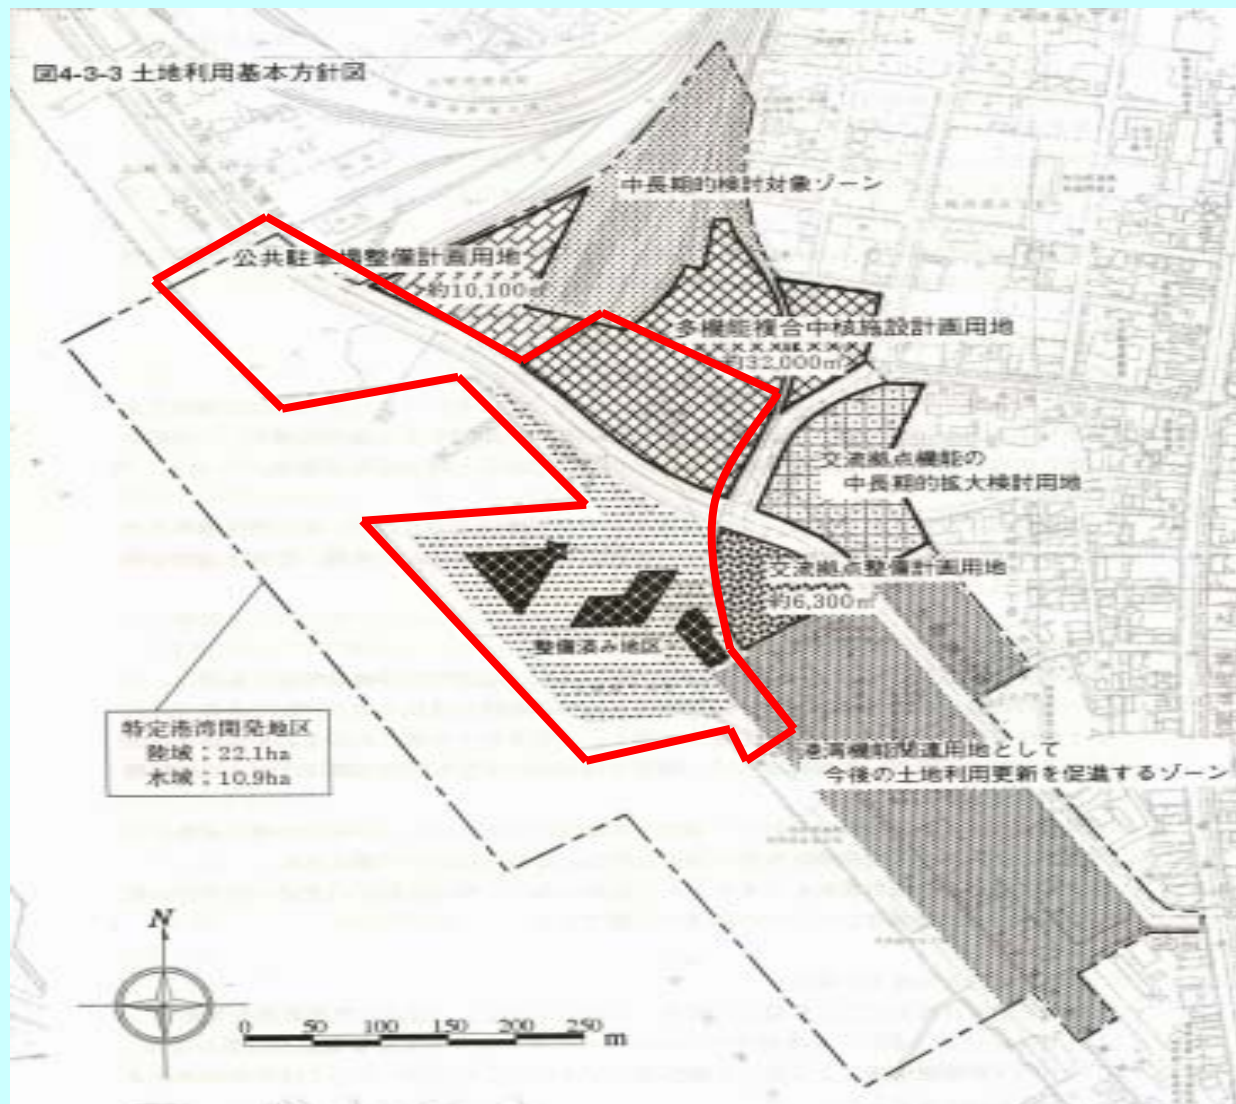 図4-3-3 土地利用基本方針図
中長期的検討対象ゾーン
公共駐車場整備計画用地
約10,100㎡
多機能複合中核施設計画用地
約32,000㎡
交流拠点機能の
中長期的拡大検討用地
交流拠点整備計画用地
約6,300㎡
整備済み地区
特定港湾開発地区
陸域：22.1ha
水域：10.9ha
港湾機能関連用地として
今後の土地利用更新を促進するゾーン
N
0 50 100 150 200 250 m